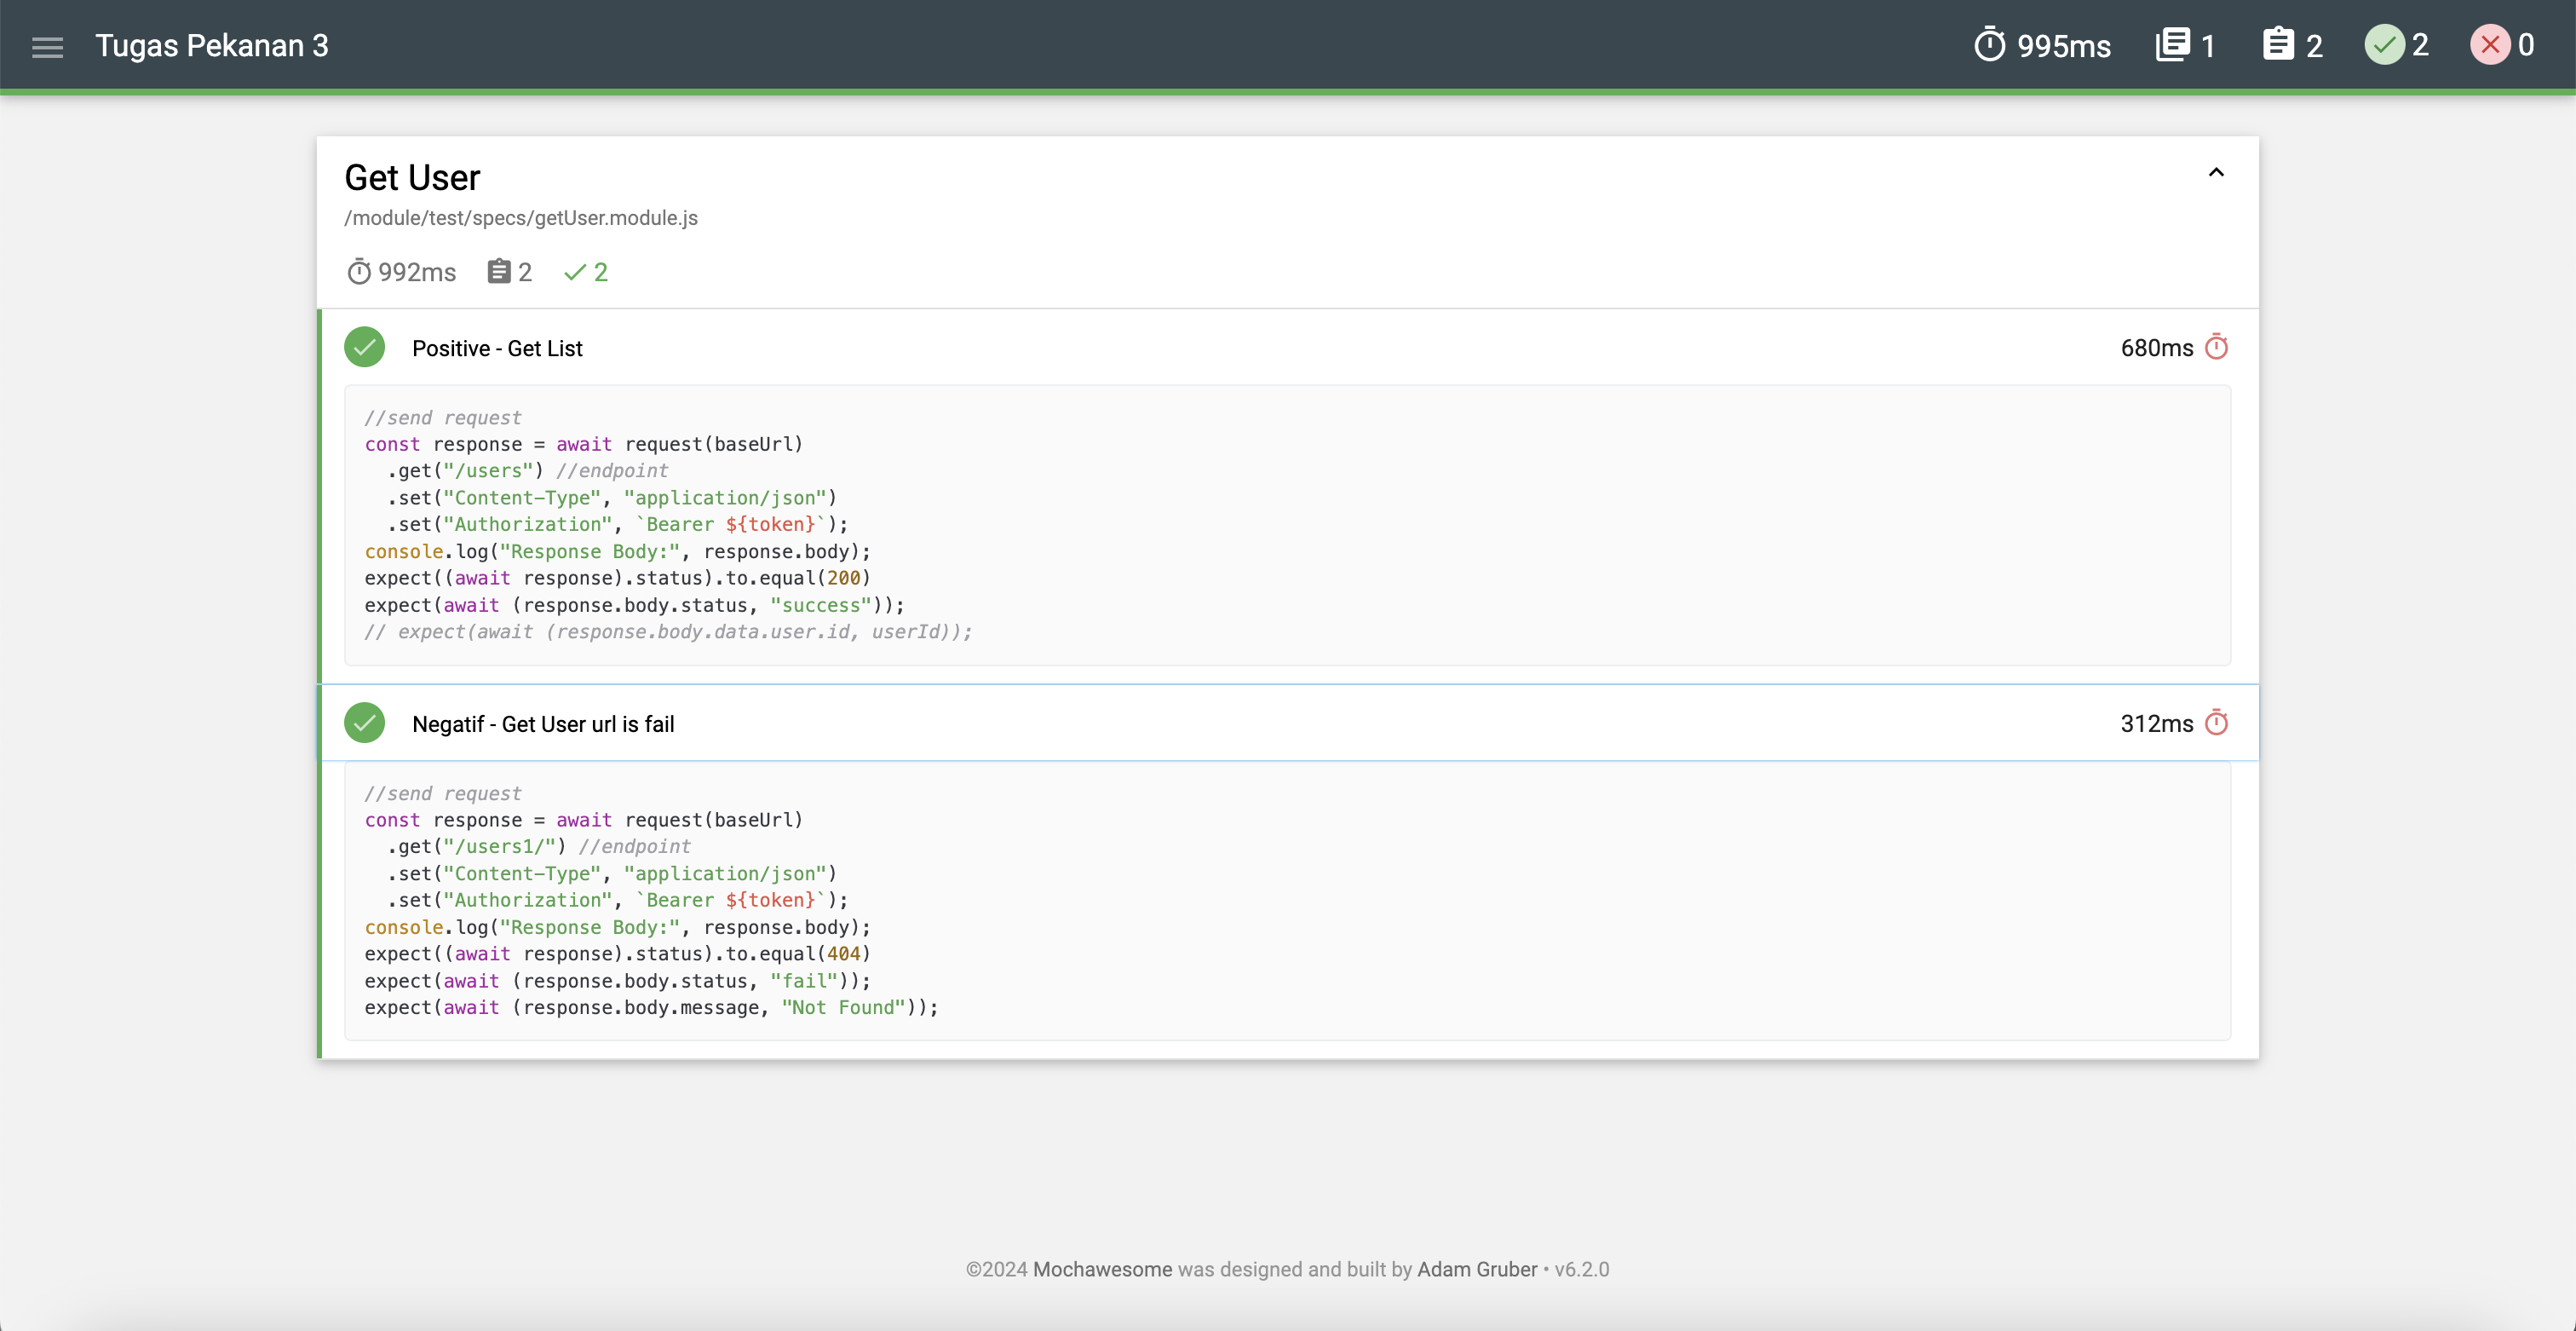 Tugas Pekanan 3
995ms 1 2 2 0
Get User
/module/test/specs/getUser.module.js
992ms 2 2
Positive - Get List
680ms
//send request
const response = await request(baseUrl)
  .get("/users") //endpoint
  .set("Content-Type", "application/json")
  .set("Authorization", `Bearer ${token}`);
console.log("Response Body:", response.body);
expect((await response).status).to.equal(200)
expect(await (response.body.status, "success"));
// expect(await (response.body.data.user.id, userId));
Negatif - Get User url is fail
312ms
//send request
const response = await request(baseUrl)
  .get("/users1/") //endpoint
  .set("Content-Type", "application/json")
  .set("Authorization", `Bearer ${token}`);
console.log("Response Body:", response.body);
expect((await response).status).to.equal(404)
expect(await (response.body.status, "fail"));
expect(await (response.body.message, "Not Found"));
©2024 Mochawesome was designed and built by Adam Gruber • v6.2.0